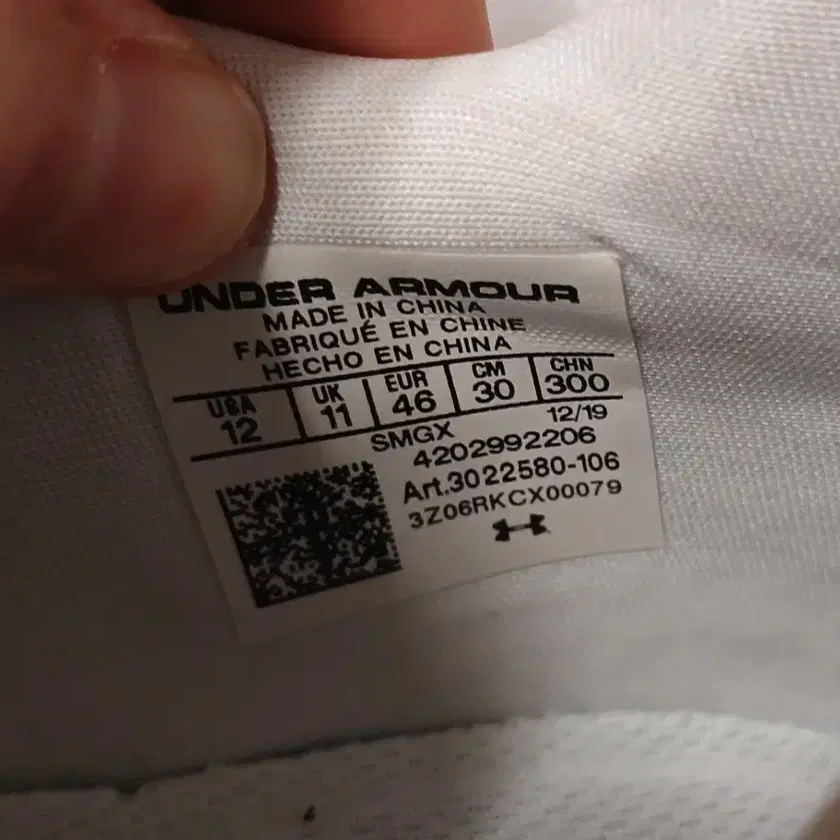 UNDER ARMOUR
MADE IN CHINA
FABRIQUÉ EN CHINE
HECHO EN CHINA
USA UK EUR CM CHN
12 11 46 30 300
SMGX 12/19
4202992206
Art.3022580-106
3Z06RKCX00079